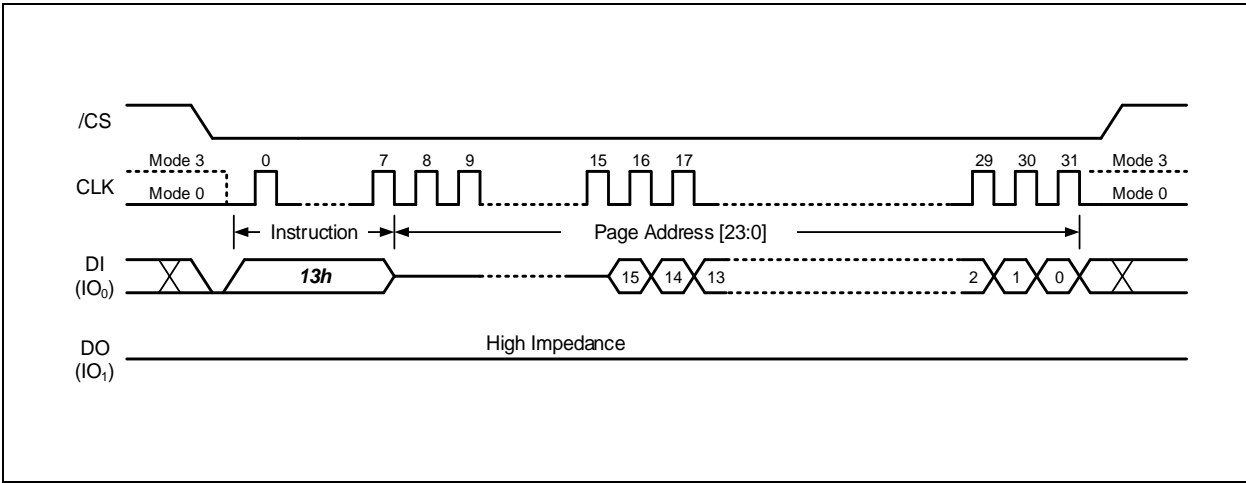 /CS
Mode 3 0 7 8 9 15 16 17 29 30 31 Mode 3
CLK
Mode 0 Mode 0
Instruction Page Address [23:0]
DI
(IO₀)
13h 15 14 13 2 1 0
High Impedance
DO
(IO₁)